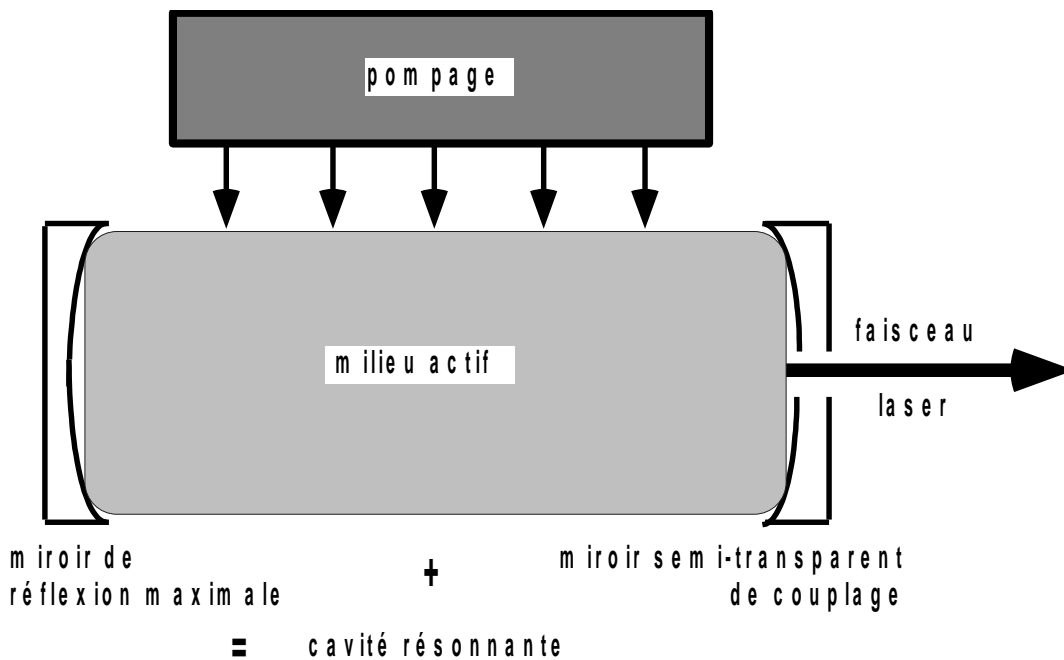 pompage
milieu actif
faisceau
laser
miroir de
réflexion maximale
+
miroir semi-transparent
de couplage
= cavité résonnante